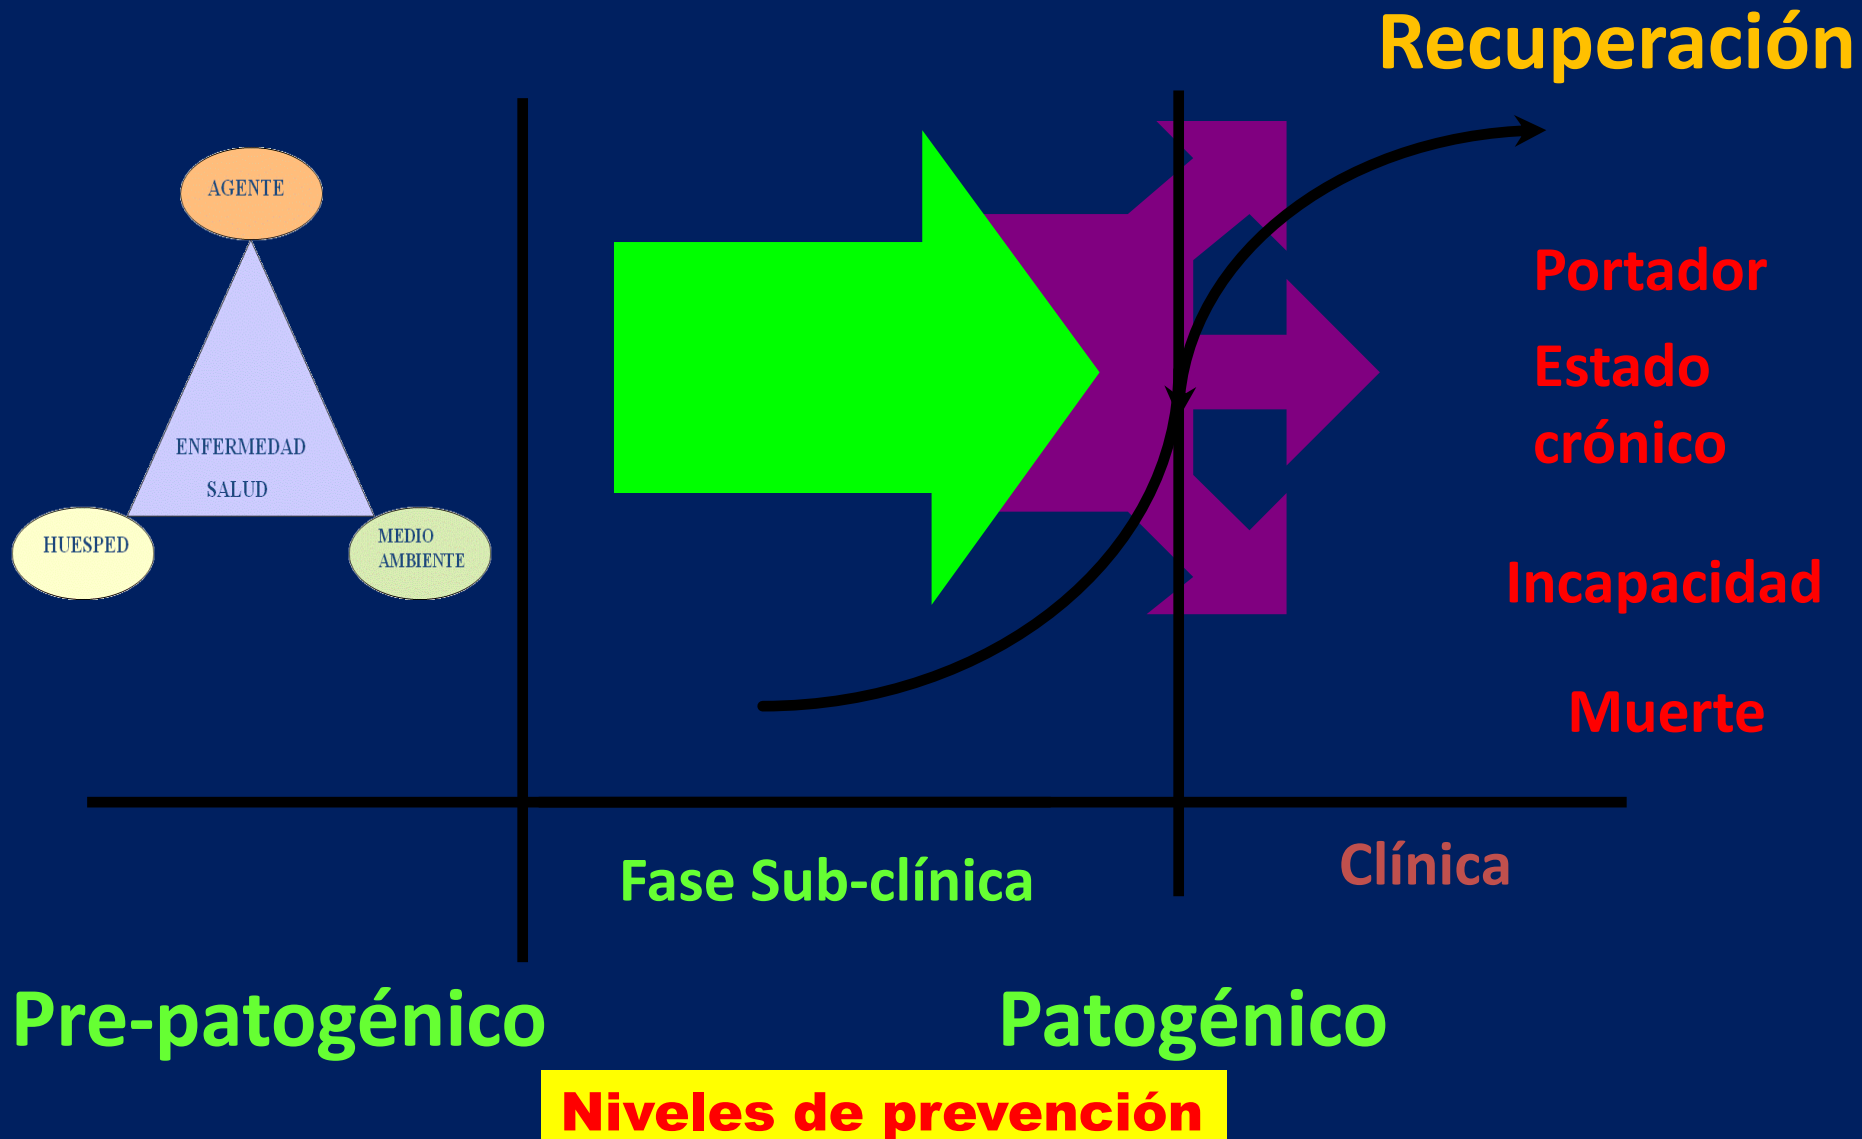 Recuperación
AGENTE
ENFERMEDAD
SALUD
HUESPED
MEDIO
AMBIENTE
Portador
Estado
crónico
Incapacidad
Muerte
Fase Sub-clínica
Clínica
Pre-patogénico
Patogénico
Niveles de prevención